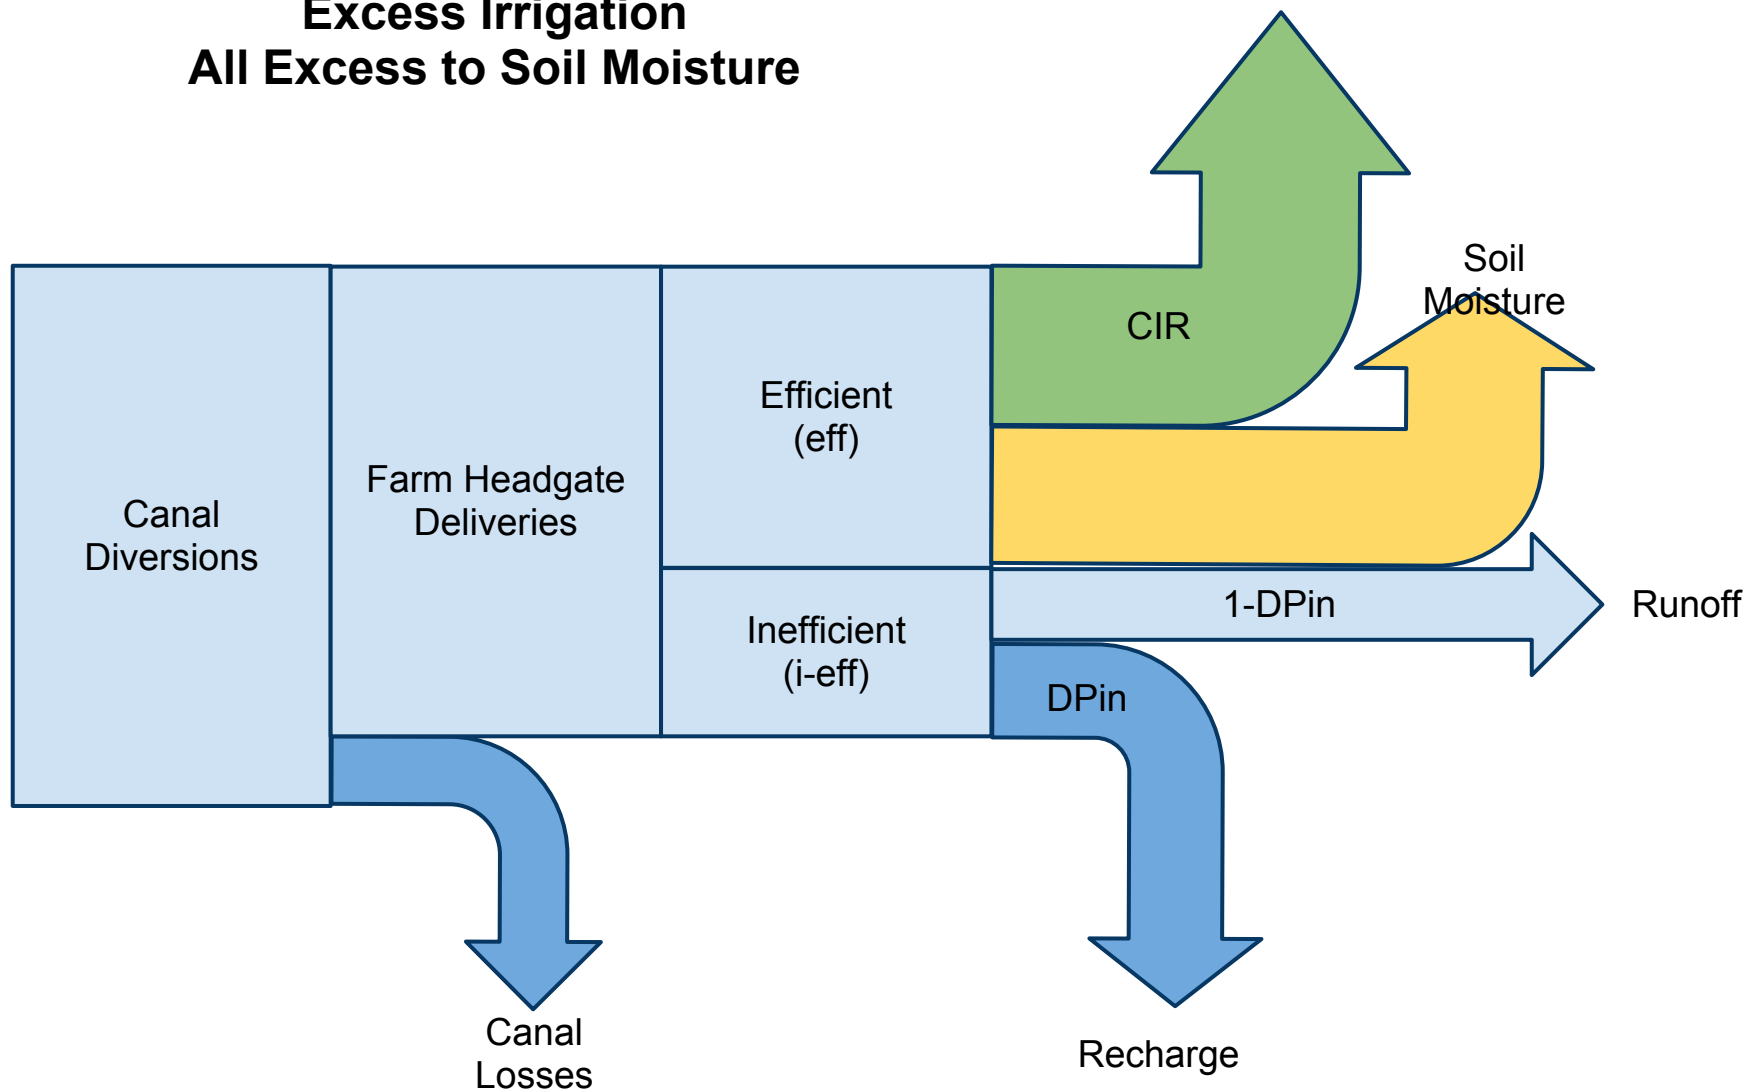 Excess Irrigation
All Excess to Soil Moisture
Soil
Moisture
CIR
Efficient
(eff)
Farm Headgate
Deliveries
Canal
Diversions
1-DPin
Runoff
Inefficient
(i-eff)
DPin
Canal
Losses
Recharge